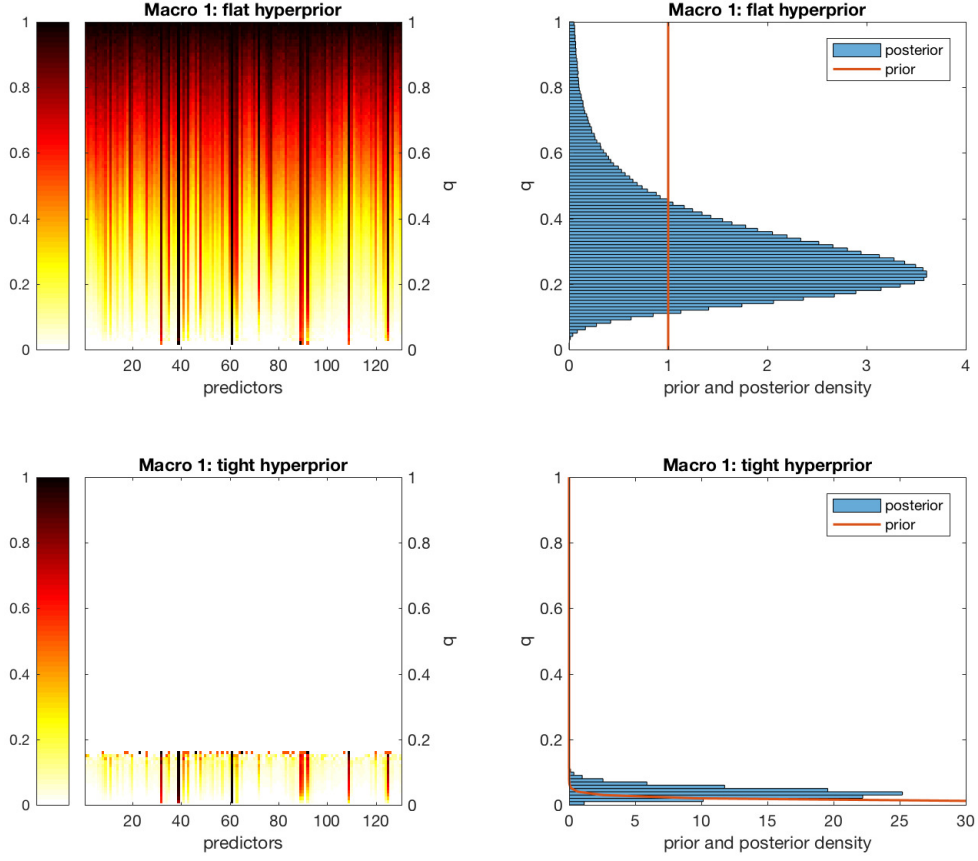 Macro 1: flat hyperprior
1
0.8
0.6
0.4
0.2
0
1
0.8
0.6
0.4
0.2
0
q
20 40 60 80 100 120
predictors
Macro 1: flat hyperprior
posterior
prior
q
1
0.8
0.6
0.4
0.2
0
0 1 2 3 4
prior and posterior density
Macro 1: tight hyperprior
1
0.8
0.6
0.4
0.2
0
1
0.8
0.6
0.4
0.2
0
q
20 40 60 80 100 120
predictors
Macro 1: tight hyperprior
posterior
prior
q
1
0.8
0.6
0.4
0.2
0
0 5 10 15 20 25 30
prior and posterior density